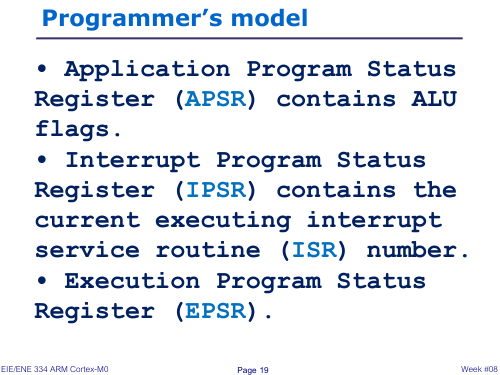 Programmer's model
• Application Program Status
Register (APSR) contains ALU
flags.
• Interrupt Program Status
Register (IPSR) contains the
current executing interrupt
service routine (ISR) number.
• Execution Program Status
Register (EPSR).
EIE/ENE 334 ARM Cortex-M0 Page 19 Week #08